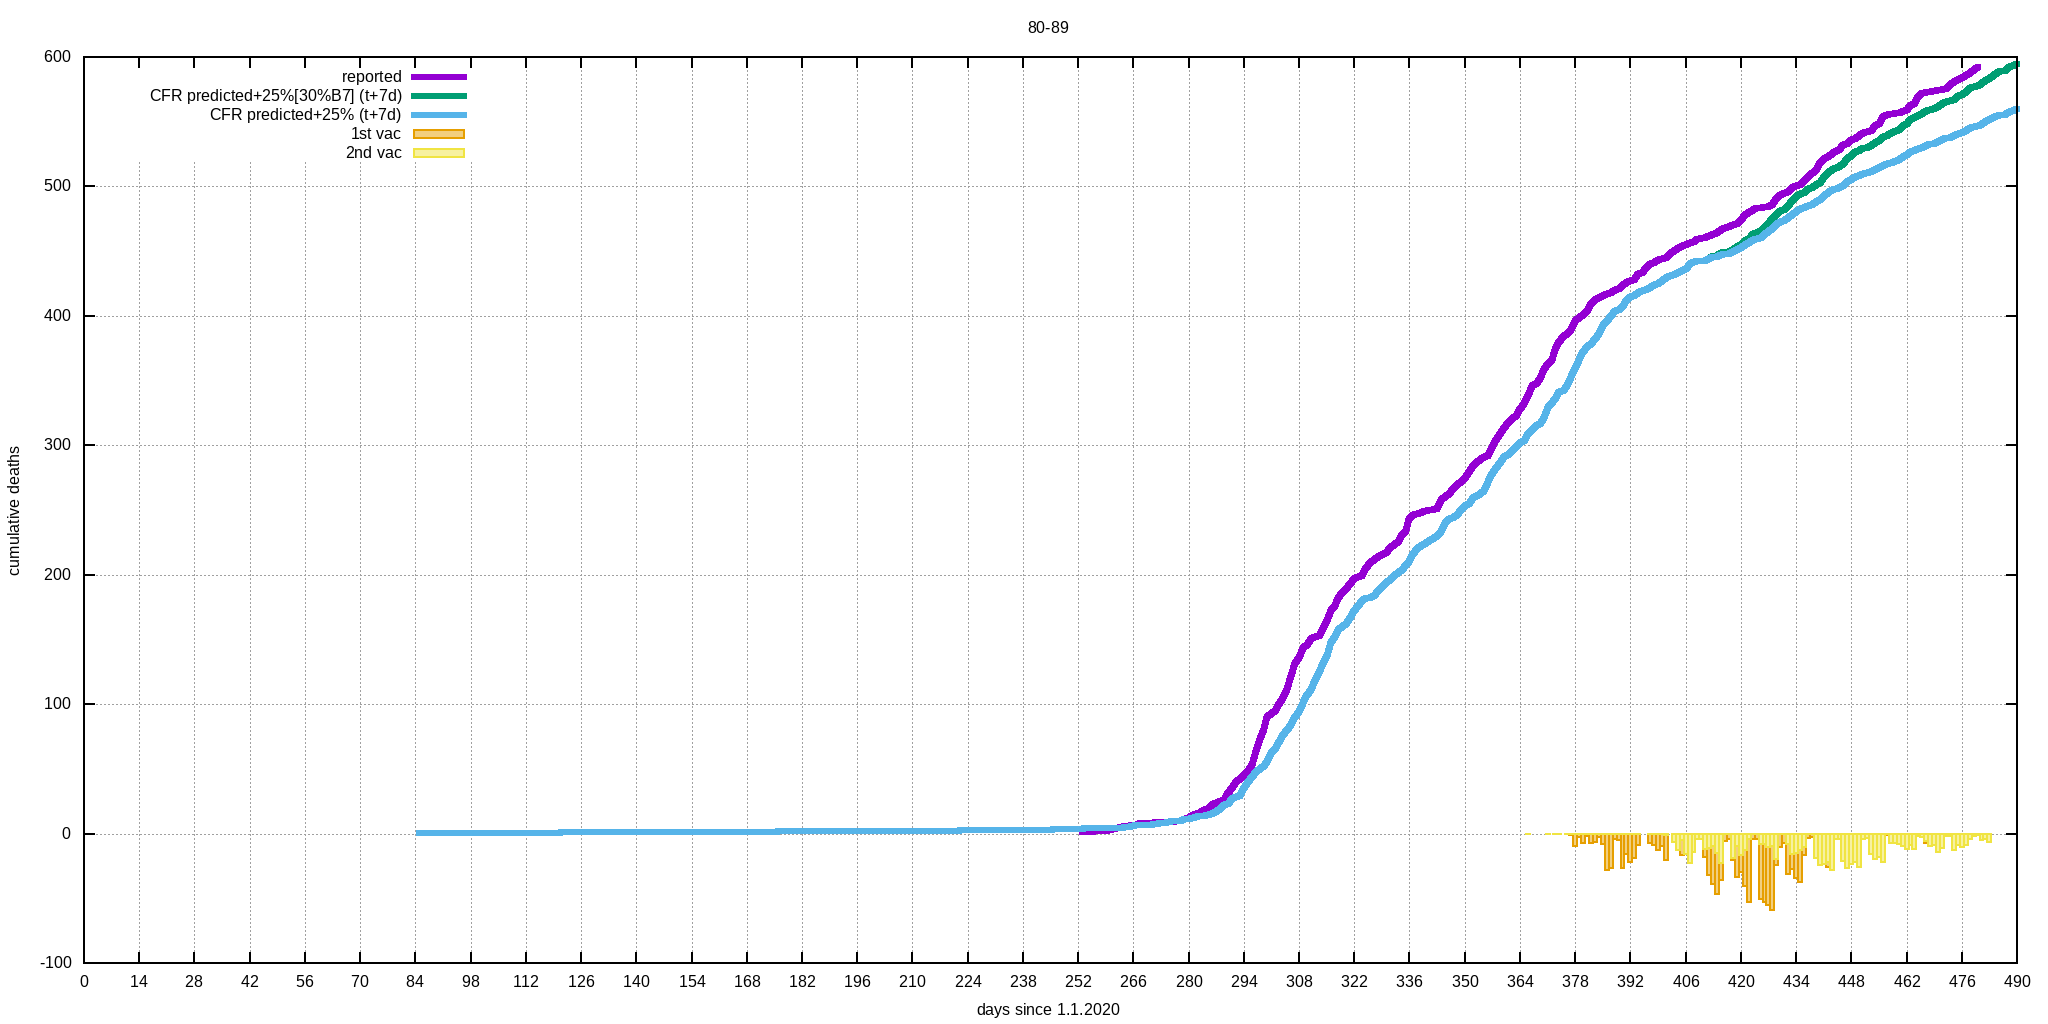 80-89
600
reported
CFR predicted+25%[30%B7] (t+7d)
CFR predicted+25% (t+7d)
1st vac
2nd vac
500
400
300
200
100
0
-100
cumulative deaths
0 14 28 42 56 70 84 98 112 126 140 154 168 182 196 210 224 238 252 266 280 294 308 322 336 350 364 378 392 406 420 434 448 462 476 490
days since 1.1.2020